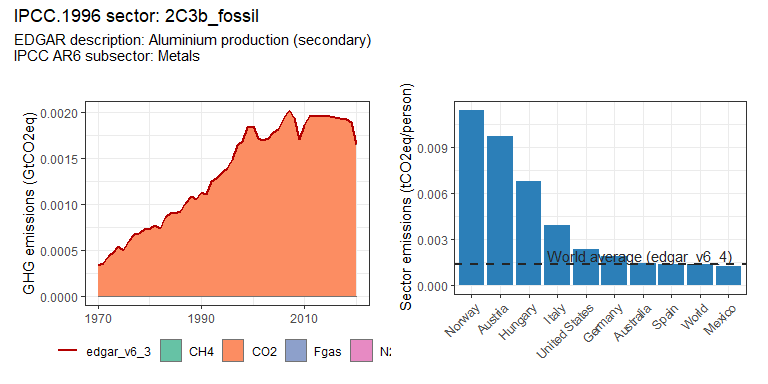 IPCC.1996 sector: 2C3b_fossil
EDGAR description: Aluminium production (secondary)
IPCC AR6 subsector: Metals
GHG emissions (GtCO2eq)
0.0020
0.0015
0.0010
0.0005
0.0000
1970
1990
2010
edgar_v6_3
CH4
CO2
Fgas
N2
Sector emissions (tCO2eq/person)
0.009
0.006
0.003
0.000
World average (edgar_v6_4)
Norway
Austria
Hungary
Italy
United States
Germany
Australia
Spain
World
Mexico